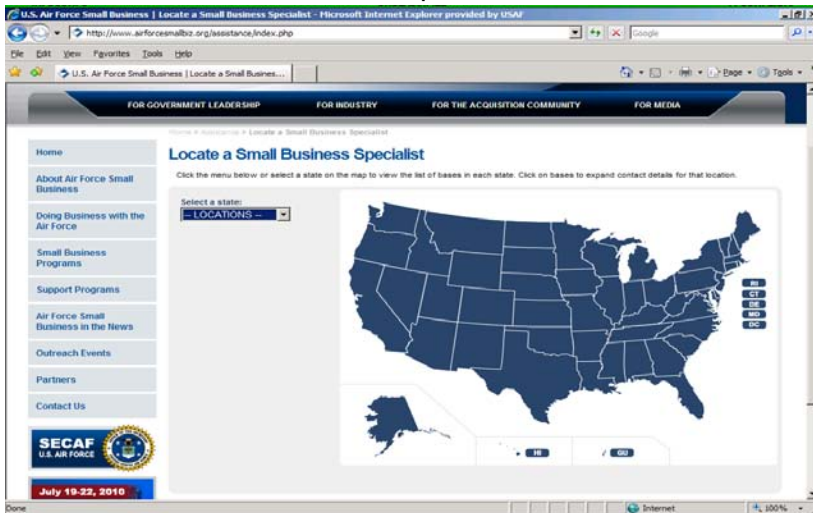 U.S. Air Force Small Business | Locate a Small Business Specialist - Microsoft Internet Explorer provided by USAF
http://www.airforcesmallbiz.org/assistance/index.php
Google
File Edit View Favorites Tools Help
U.S. Air Force Small Business | Locate a Small Busines...
Page Tools
FOR GOVERNMENT LEADERSHIP FOR INDUSTRY FOR THE ACQUISITION COMMUNITY FOR MEDIA
Home > Assistance > Locate a Small Business Specialist
Home
About Air Force Small
Business
Doing Business with the
Air Force
Small Business
Programs
Support Programs
Air Force Small
Business in the News
Outreach Events
Partners
Contact Us
SECAF
U.S. AIR FORCE
July 19-22, 2010
Locate a Small Business Specialist
Click the menu below or select a state on the map to view the list of bases in each state. Click on bases to expand contact details for that location.
Select a state:
-- LOCATIONS --
RI
CT
DE
MD
DC
HI
GU
Done
Internet
100%